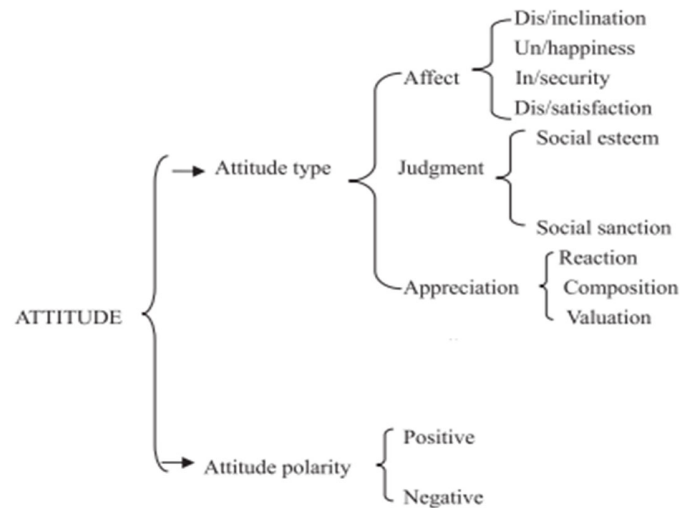 Dis/inclination
Un/happiness
Affect
In/security
Dis/satisfaction
Social esteem
Attitude type
Judgment
Social sanction
Reaction
Appreciation
Composition
Valuation
ATTITUDE
Positive
Attitude polarity
Negative